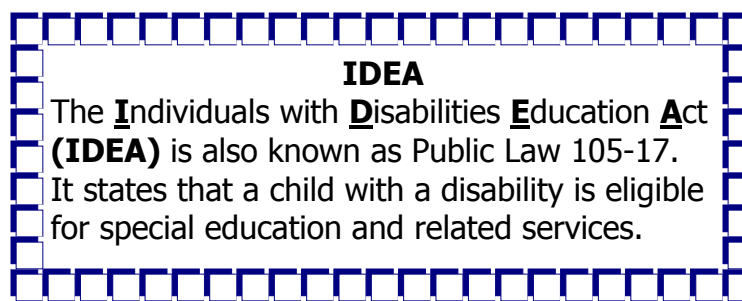 IDEA
The Individuals with Disabilities Education Act
(IDEA) is also known as Public Law 105-17.
It states that a child with a disability is eligible
for special education and related services.